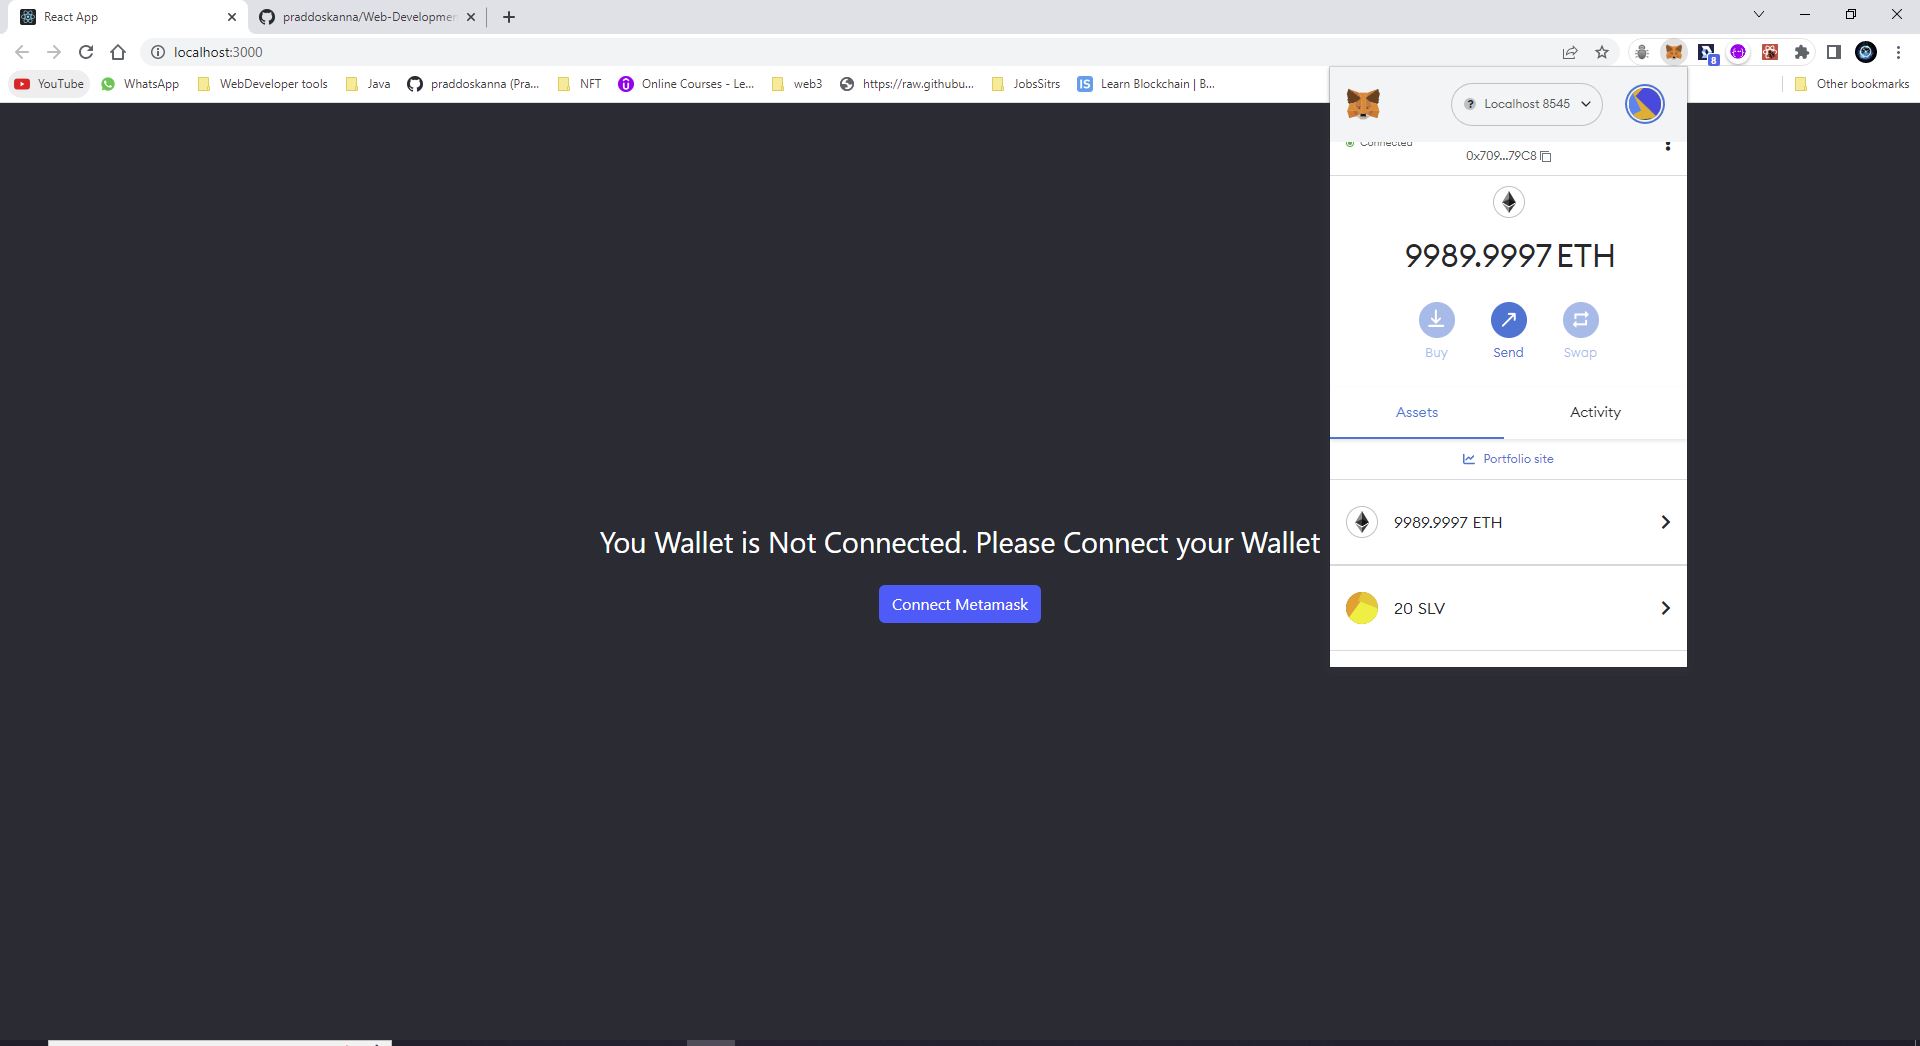 React App
praddoskanna/Web-Developmen
localhost:3000
YouTube
WhatsApp
WebDeveloper tools
Java
praddoskanna (Pra...
NFT
Online Courses - Le...
web3
https://raw.githubu...
JobsSitrs
IS
Learn Blockchain | B...
Other bookmarks
8
? Localhost 8545
Connected
0x709...79C8
9989.9997 ETH
Buy
Send
Swap
Assets
Activity
Portfolio site
9989.9997 ETH
20 SLV
You Wallet is Not Connected. Please Connect your Wallet
Connect Metamask